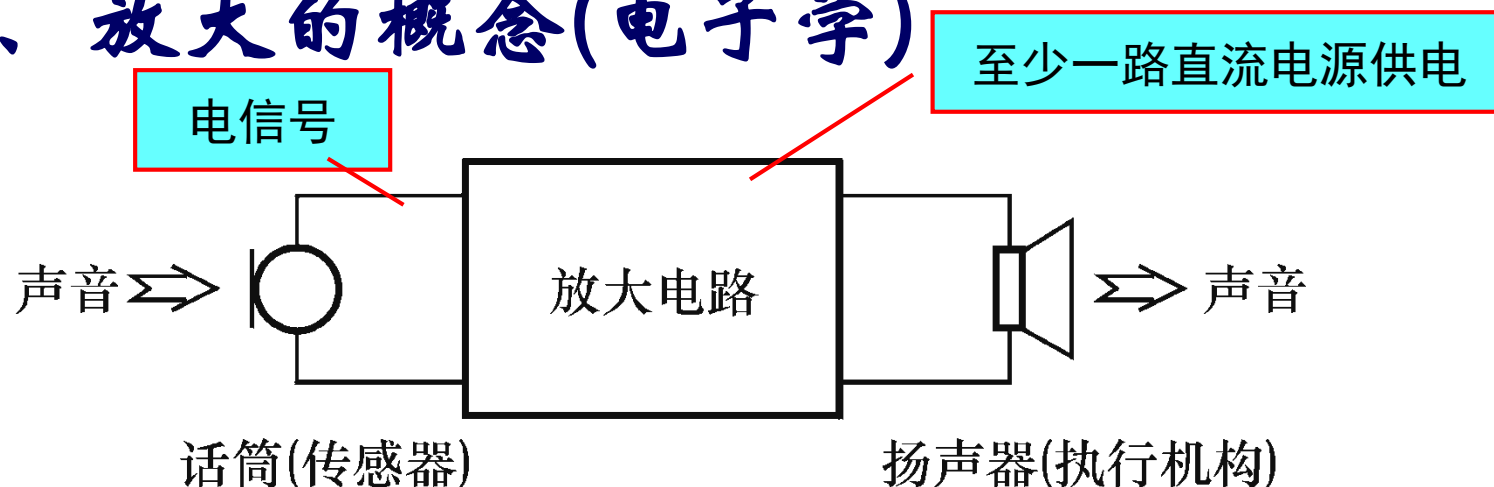 、放大的概念(电子学)
至少一路直流电源供电
电信号
声音
放大电路
声音
话筒(传感器)
扬声器(执行机构)